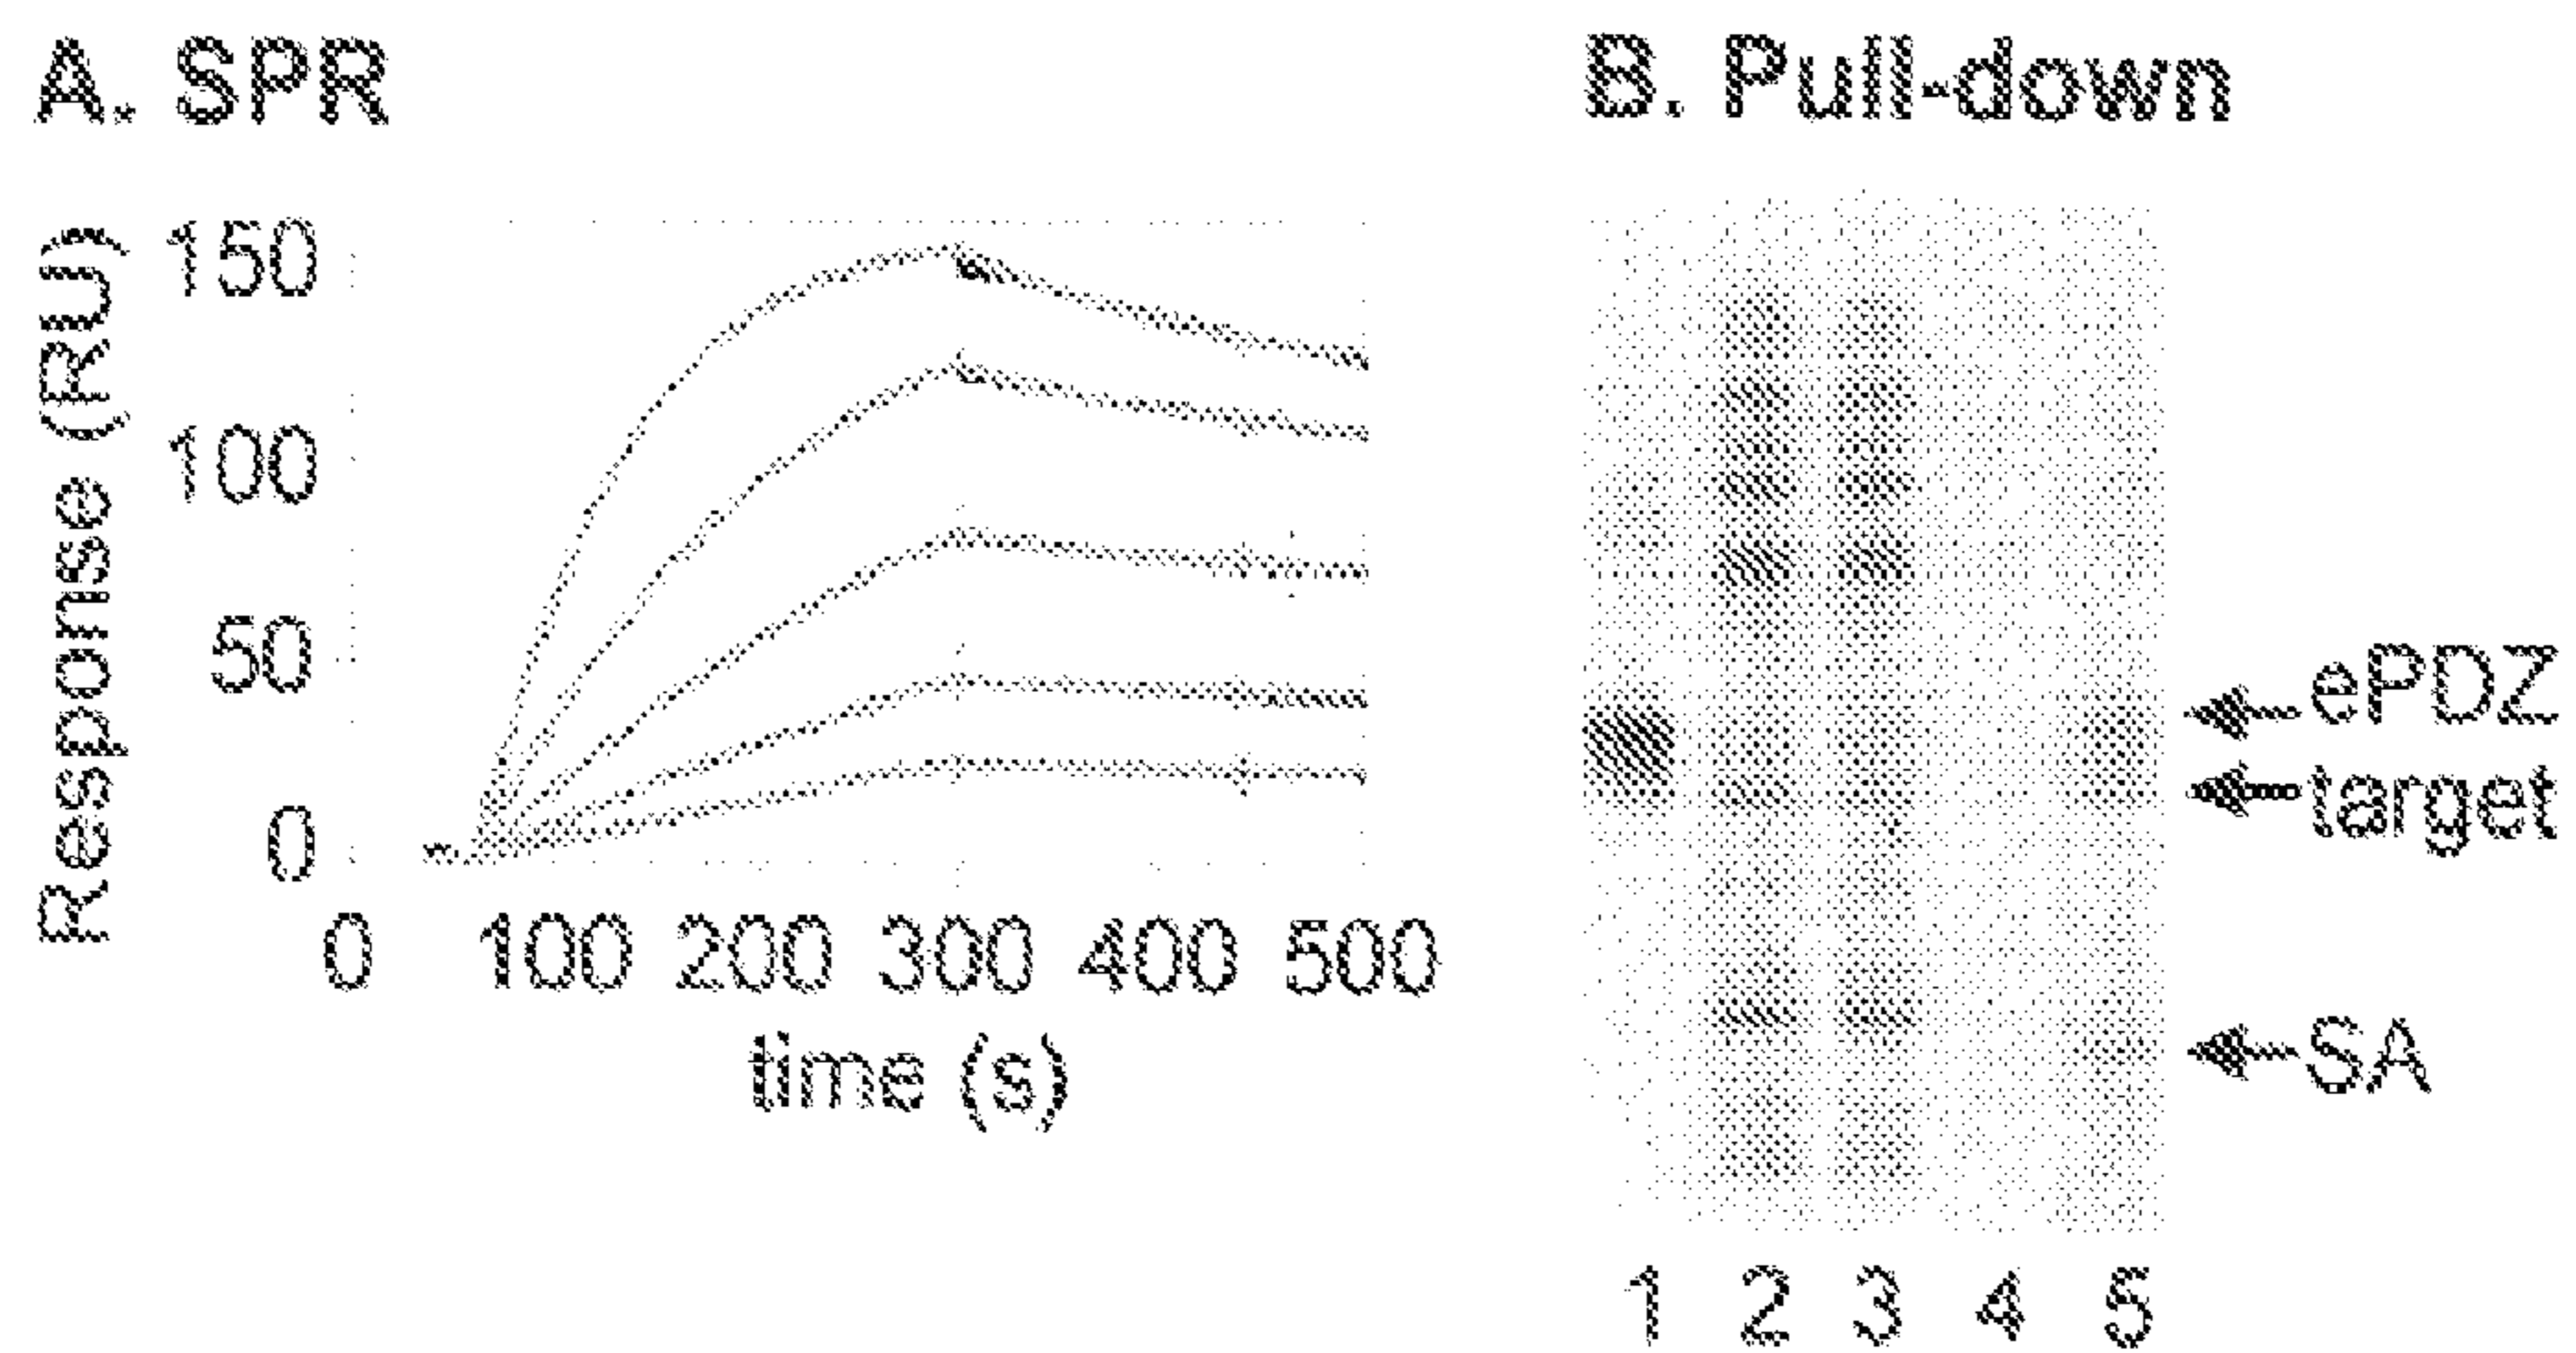 A. SPR
Response (RU)
150
100
50
0
0 100 200 300 400 500
time (s)
B. Pull-down
ePDZ
target
SA
1 2 3 4 5